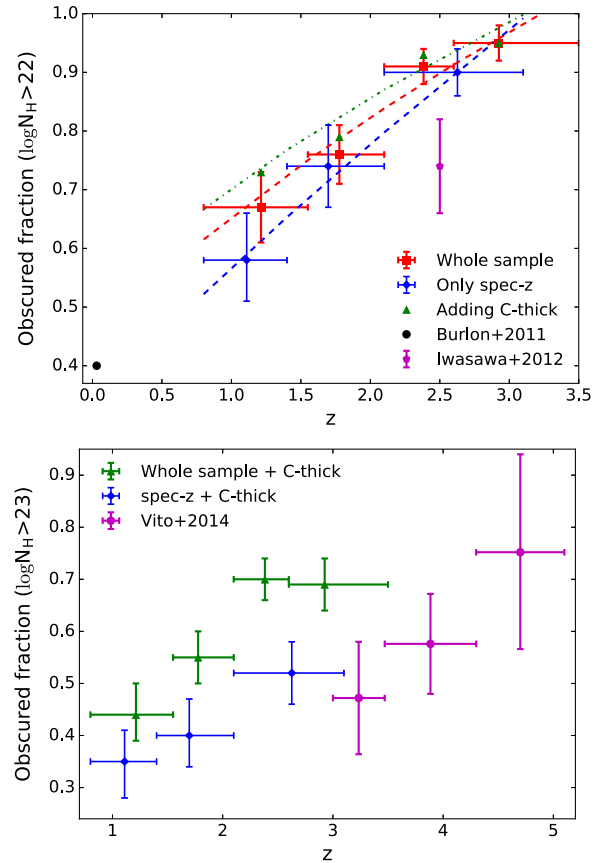 1.0
0.9
0.8
0.7
0.6
0.5
0.4
Obscured fraction (logN_H>22)
Whole sample
Only spec-z
Adding C-thick
Burlon+2011
Iwasawa+2012
0.0 0.5 1.0 1.5 2.0 2.5 3.0 3.5
z
0.9
0.8
0.7
0.6
0.5
0.4
0.3
Obscured fraction (logN_H>23)
Whole sample + C-thick
spec-z + C-thick
Vito+2014
1 2 3 4 5
z